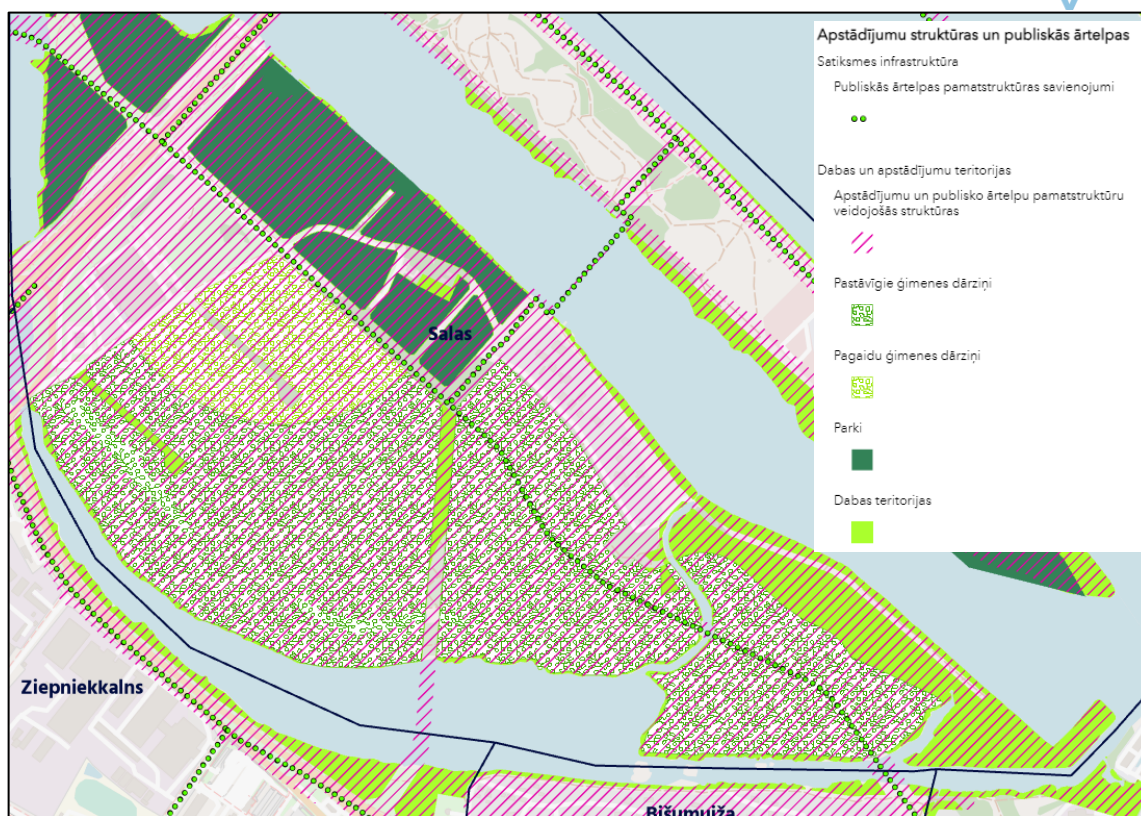 Apstādījumu struktūras un publiskās ārtelpas
Satiksmes infrastruktūra
Publiskās ārtelpas pamatstruktūras savienojumi
Dabas un apstādījumu teritorijas
Apstādījumu un publisko ārtelpu pamatstruktūru
veidojošās struktūras
Pastāvīgie ģimenes dārziņi
Pagaidu ģimenes dārziņi
Parki
Dabas teritorijas
Salas
Ziepniekkalns
Bišumuiža